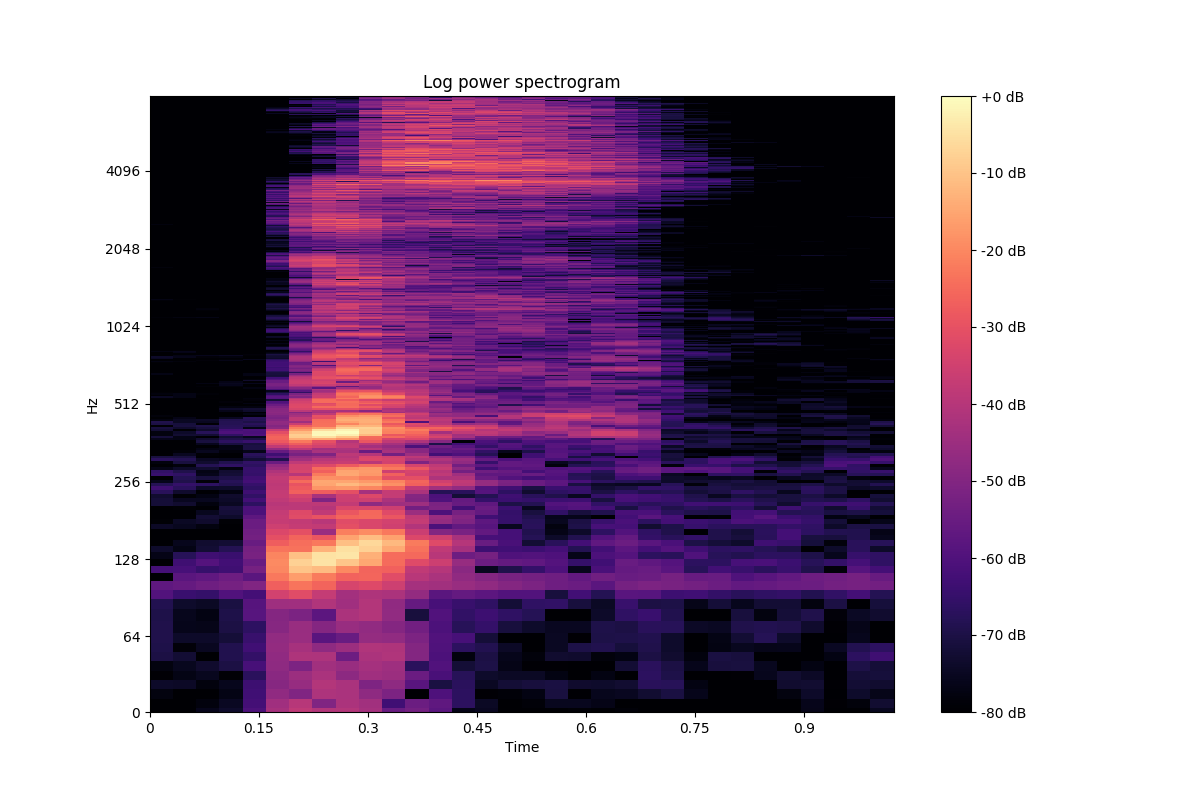 Log power spectrogram
Hz
4096
2048
1024
512
256
128
64
0
0 0.15 0.3 0.45 0.6 0.75 0.9
Time
+0 dB
-10 dB
-20 dB
-30 dB
-40 dB
-50 dB
-60 dB
-70 dB
-80 dB